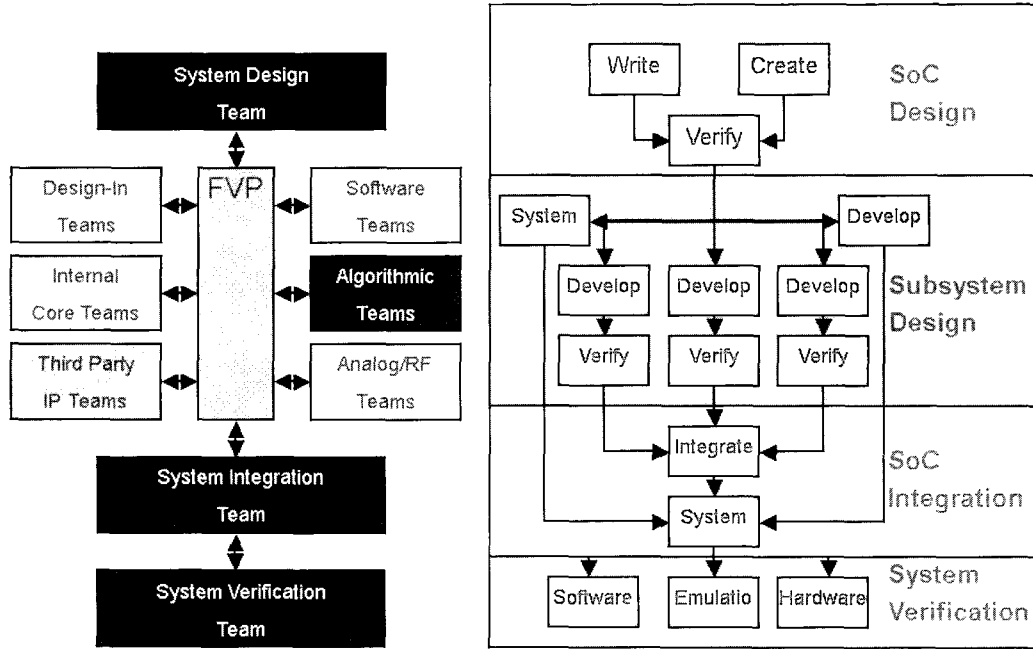 System Design
Team
FVP
Design-In
Teams
Software
Teams
Internal
Core Teams
Algorithmic
Teams
Third Party
IP Teams
Analog/RF
Teams
System Integration
Team
System Verification
Team
Write
Create
Verify
SoC
Design
System
Develop
Develop
Develop
Develop
Subsystem
Design
Verify
Verify
Verify
Integrate
SoC
Integration
System
System
Verification
Software
Emulatio
Hardware